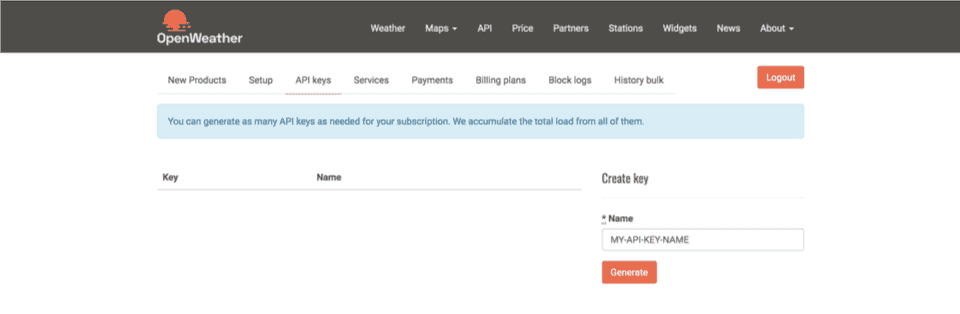 OpenWeather
Weather Maps API Price Partners Stations Widgets News About
New Products Setup API keys Services Payments Billing plans Block logs History bulk Logout
You can generate as many API keys as needed for your subscription. We accumulate the total load from all of them.
Key Name
Create key
* Name
MY-API-KEY-NAME
Generate